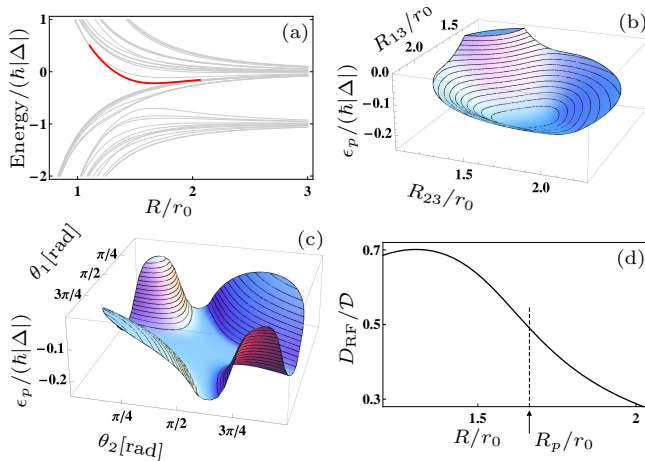 (a)
Energy/(ħ|Δ|)
1
0
−1
−2
1
2
3
R/r₀
(b)
R₁₃/r₀
1.5
2.0
0.0
-0.1
-0.2
ϵₚ/(ħ|Δ|)
1.5
2.0
R₂₃/r₀
(c)
θ₁[rad]
π/4
π/2
3π/4
ϵₚ/(ħ|Δ|)
−0.1
−0.2
π/4
π/2
3π/4
θ₂[rad]
(d)
D_RF/𝒟
0.7
0.5
0.3
1.5
2
R/r₀
Rₚ/r₀